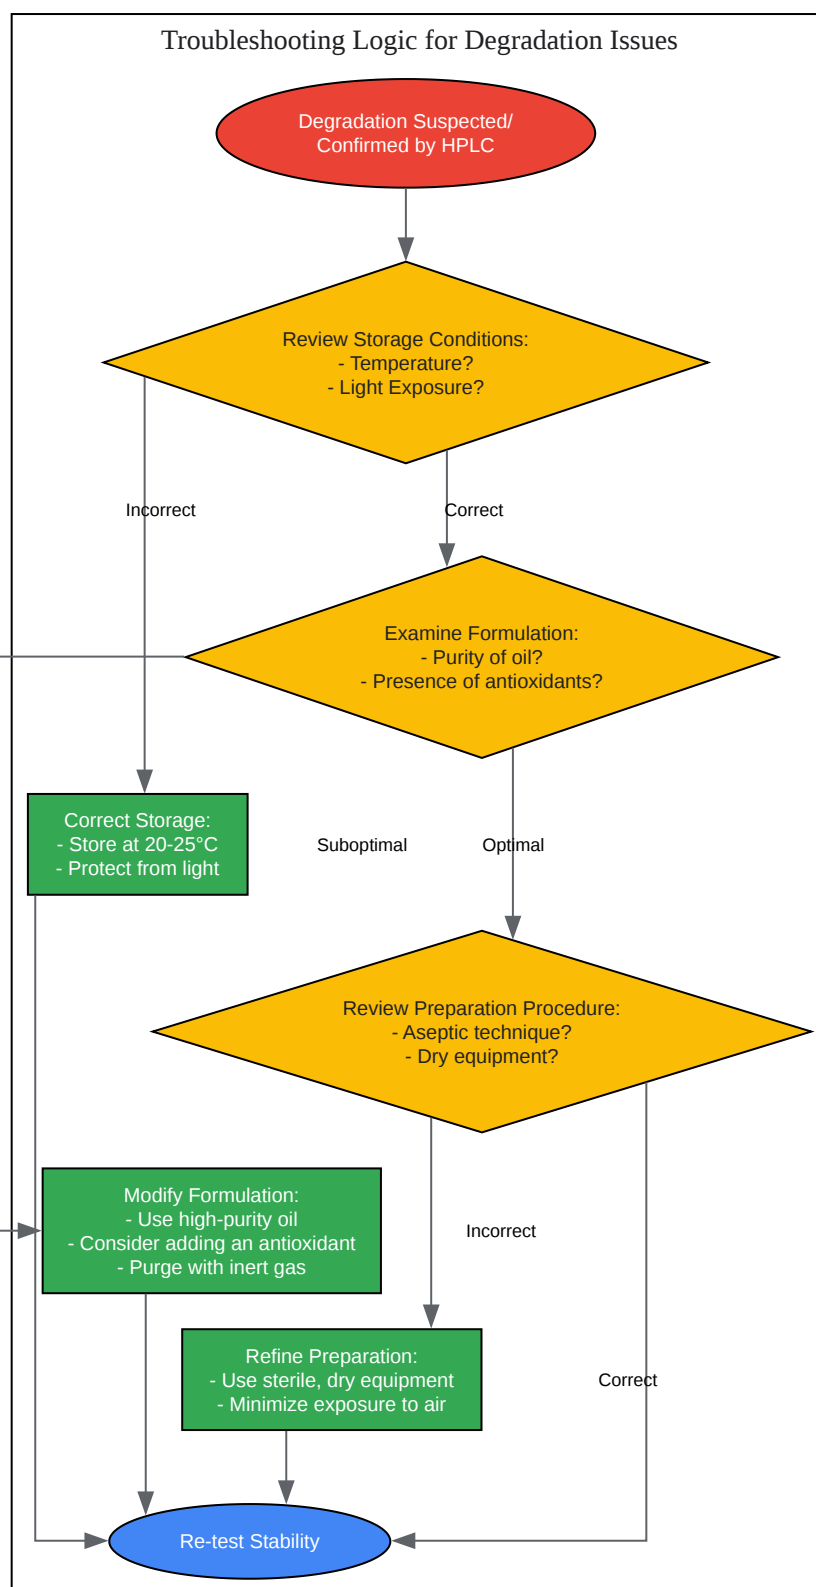 Troubleshooting Logic for Degradation Issues
Degradation Suspected/
Confirmed by HPLC
Review Storage Conditions:
- Temperature?
- Light Exposure?
Incorrect
Correct
Examine Formulation:
- Purity of oil?
- Presence of antioxidants?
Correct Storage:
- Store at 20-25°C
- Protect from light
Suboptimal
Optimal
Review Preparation Procedure:
- Aseptic technique?
- Dry equipment?
Modify Formulation:
- Use high-purity oil
- Consider adding an antioxidant
- Purge with inert gas
Incorrect
Refine Preparation:
- Use sterile, dry equipment
- Minimize exposure to air
Correct
Re-test Stability